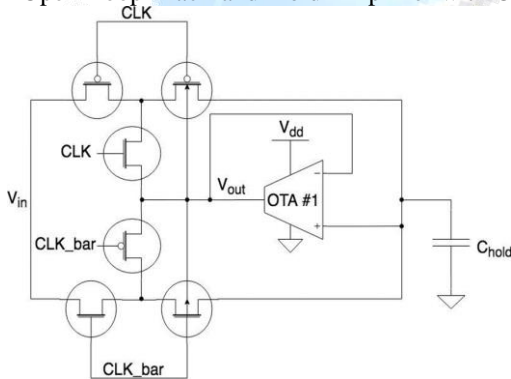 CLK
CLK
V_in
CLK_bar
CLK_bar
V_out
V_dd
OTA #1
−
+
C_hold